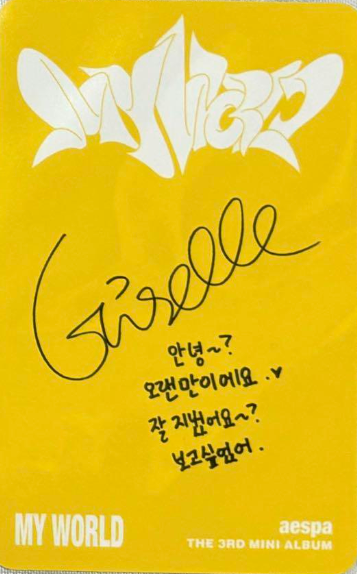 MY WORLD
Giselle
안녕~?
오랜만이에요.♥
잘 지냈어요~?
보고싶었어.
MY WORLD
aespa
THE 3RD MINI ALBUM